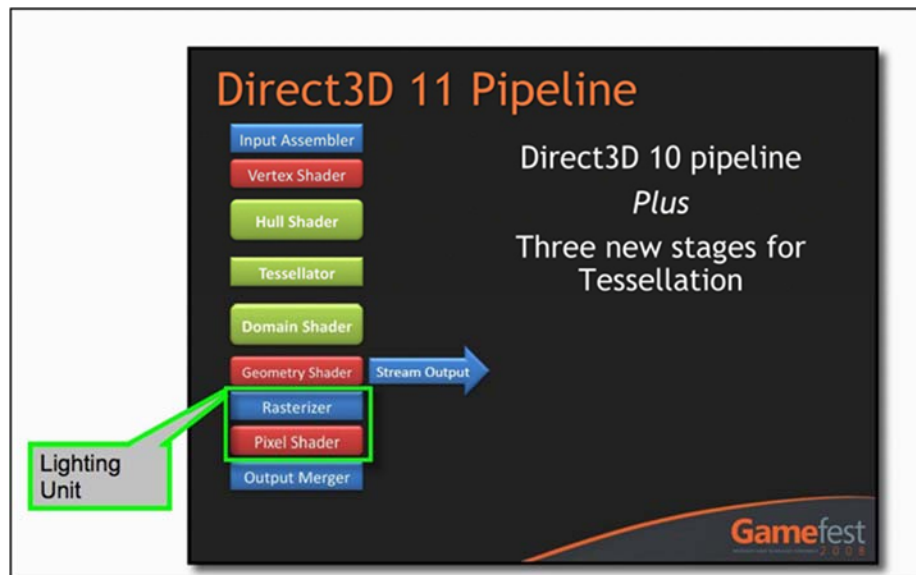 Direct3D 11 Pipeline
Input Assembler
Vertex Shader
Hull Shader
Tessellator
Domain Shader
Geometry Shader
Stream Output
Rasterizer
Pixel Shader
Output Merger
Direct3D 10 pipeline
Plus
Three new stages for
Tessellation
Lighting
Unit
Gamefest
2008